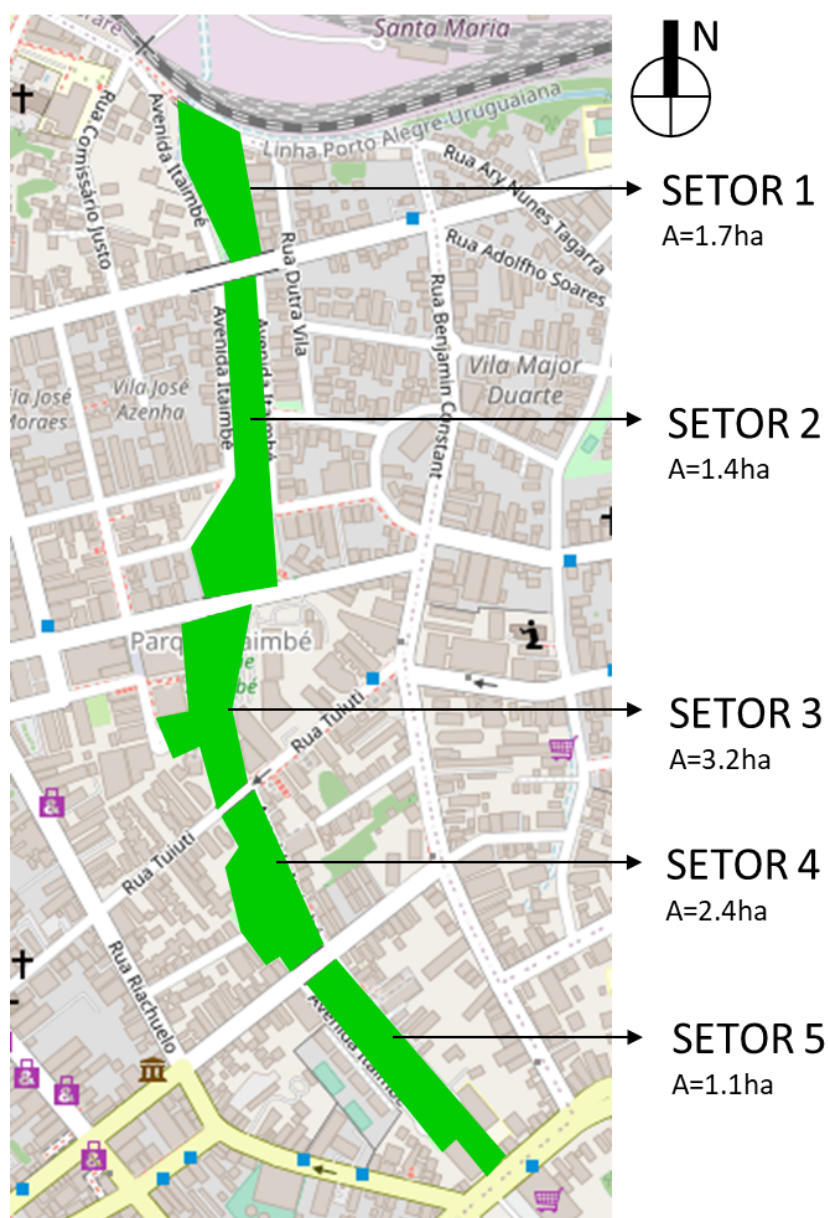 Santa Maria
N
Linha Porto Alegre Uruguaiana
Avenida Itaimbé
Rua Comissário Justo
Rua Ary Nunes Tagarra
SETOR 1
A=1.7ha
Rua Adolfho Soares
Rua Dutra Vila
Rua Benjamin Constant
Avenida Itaimbé
Avenida Itaimbé
Vila Major
Duarte
Vila José
Azenha
José
Moraes
SETOR 2
A=1.4ha
SETOR 3
A=3.2ha
Rua Tuiuti
SETOR 4
A=2.4ha
Rua Tuiuti
Rua Riachuelo
Avenida Itaimbé
SETOR 5
A=1.1ha